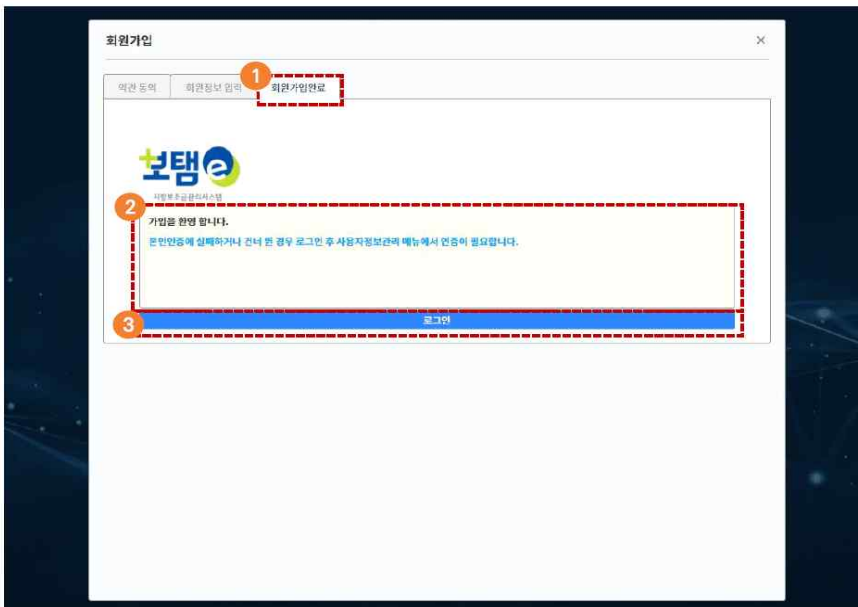 회원가입
×
약관 동의 회원정보 입력 1 회원가입완료
보탬e
지방보조금관리시스템
2
가입을 환영 합니다.
본인인증에 실패하거나 건너 뛴 경우 로그인 후 사용자정보관리 메뉴에서 인증이 필요합니다.
3 로그인